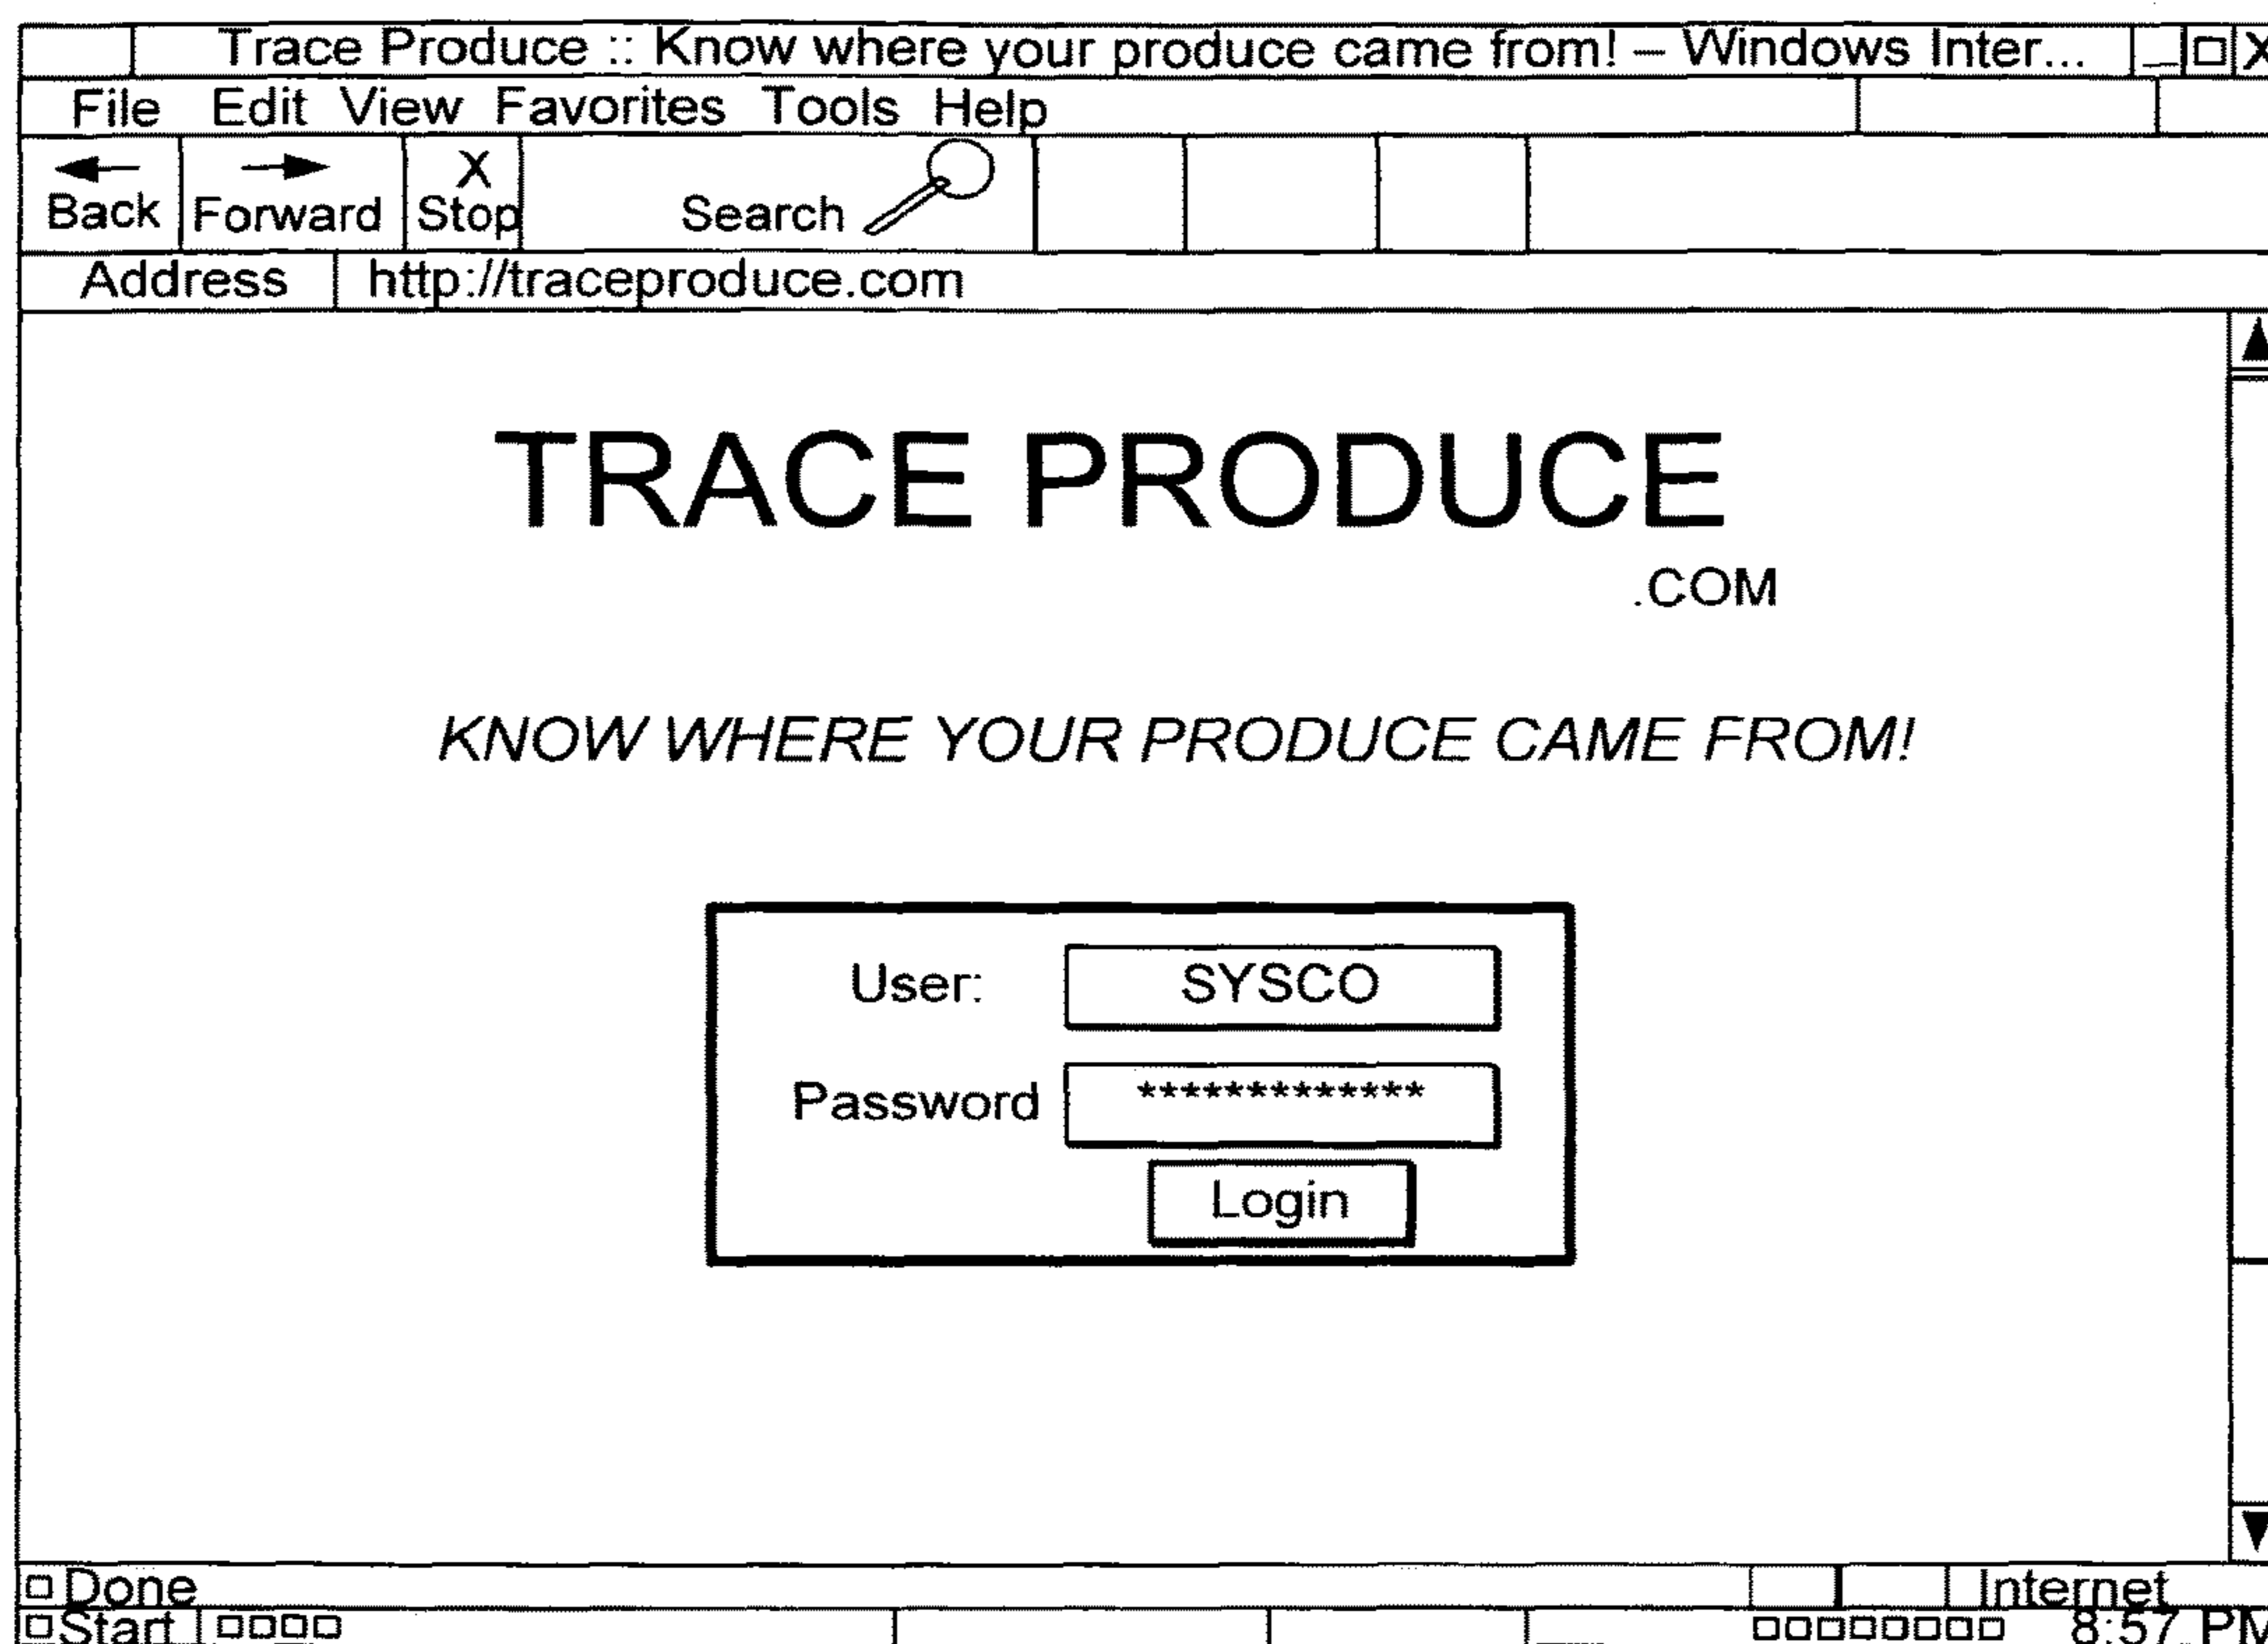 Trace Produce :: Know where your produce came from! – Windows Inter... _ □ X
File Edit View Favorites Tools Help
X
Back Forward Stop Search
Address http://traceproduce.com
TRACE PRODUCE
.COM
KNOW WHERE YOUR PRODUCE CAME FROM!
User: SYSCO
Password *************
Login
Done Internet
Start 8:57 PM